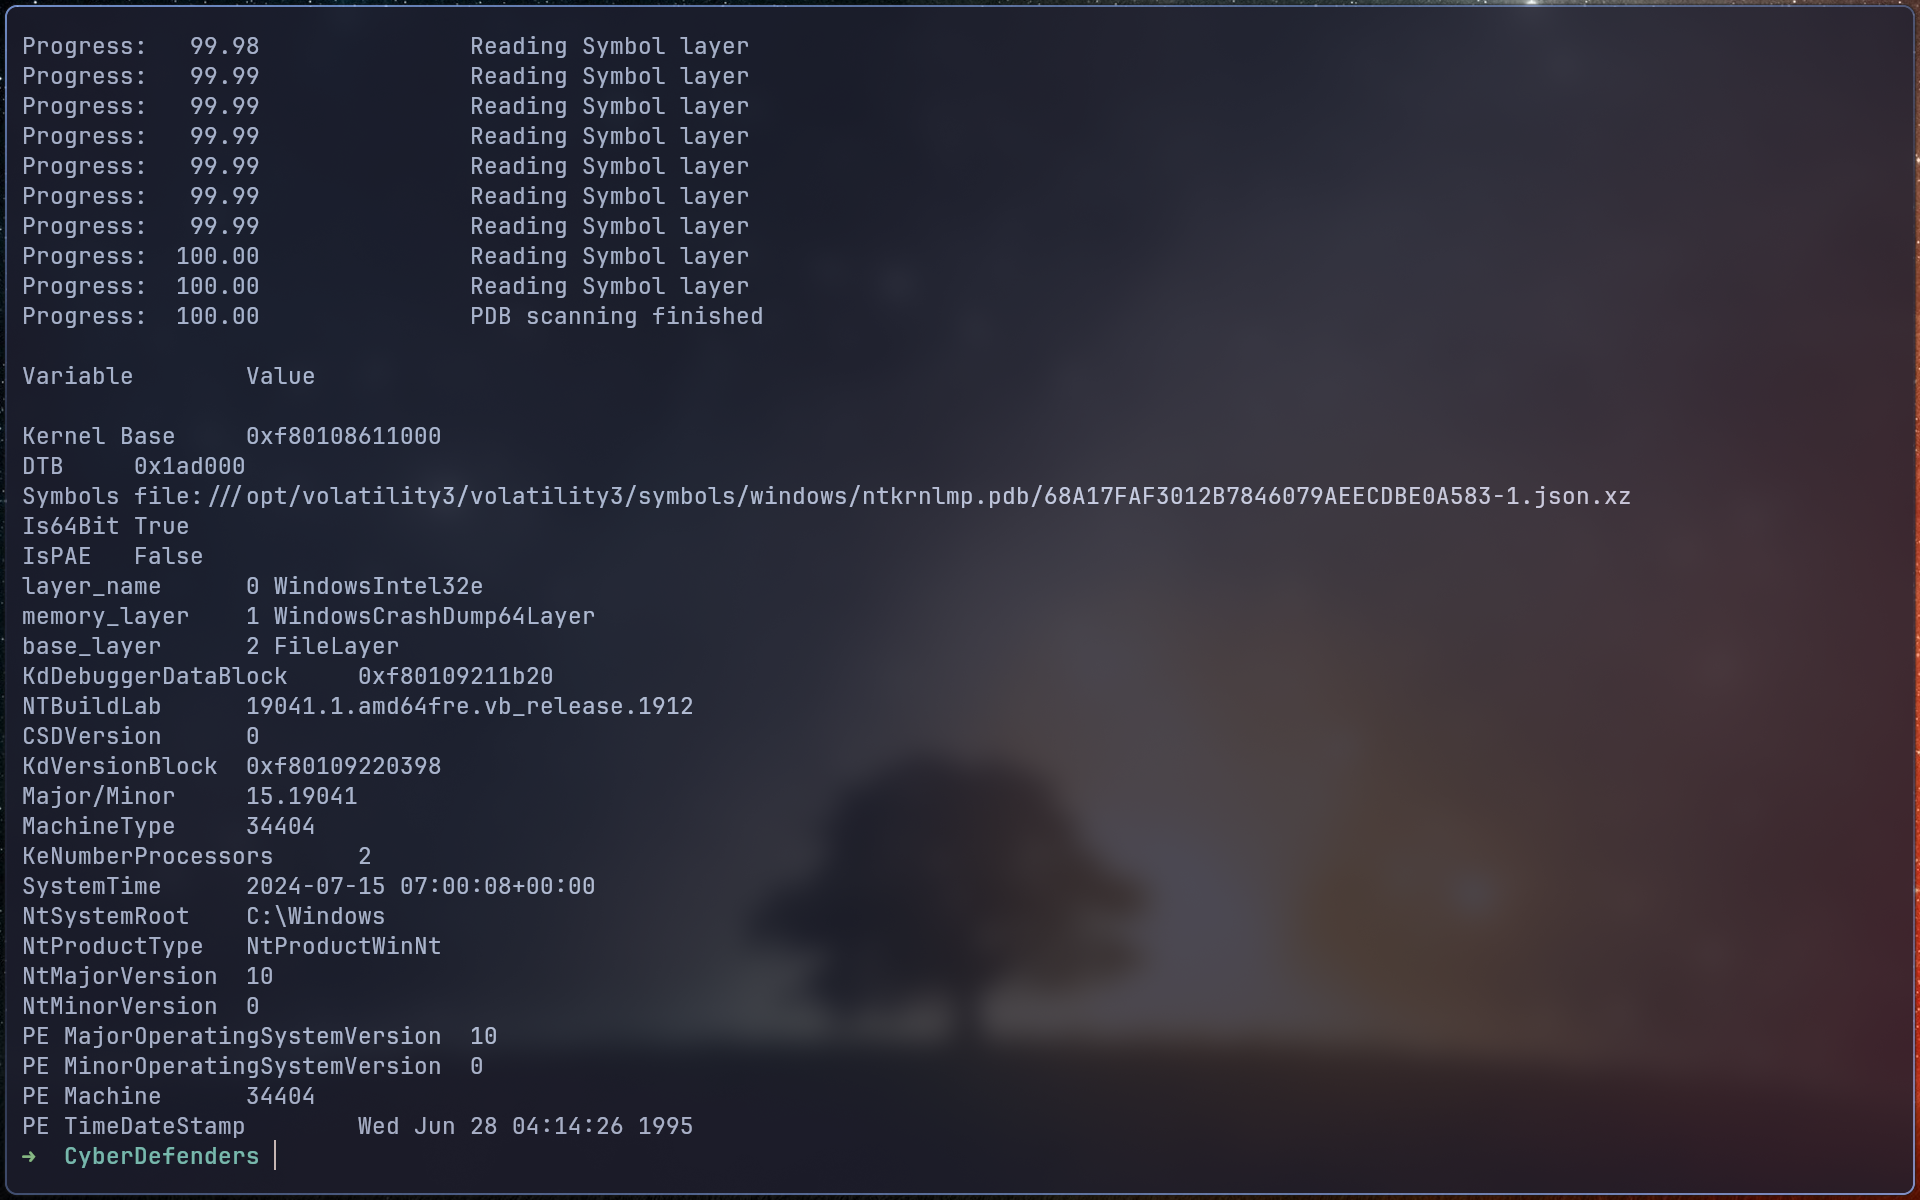 Progress:   99.98               Reading Symbol layer
Progress:   99.99               Reading Symbol layer
Progress:   99.99               Reading Symbol layer
Progress:   99.99               Reading Symbol layer
Progress:   99.99               Reading Symbol layer
Progress:   99.99               Reading Symbol layer
Progress:   99.99               Reading Symbol layer
Progress:  100.00               Reading Symbol layer
Progress:  100.00               Reading Symbol layer
Progress:  100.00               PDB scanning finished
Variable        Value
Kernel Base     0xf80108611000
DTB     0x1ad000
Symbols file:///opt/volatility3/volatility3/symbols/windows/ntkrnlmp.pdb/68A17FAF3012B7846079AEECDBE0A583-1.json.xz
Is64Bit True
IsPAE   False
layer_name      0 WindowsIntel32e
memory_layer    1 WindowsCrashDump64Layer
base_layer      2 FileLayer
KdDebuggerDataBlock     0xf80109211b20
NTBuildLab      19041.1.amd64fre.vb_release.1912
CSDVersion      0
KdVersionBlock  0xf80109220398
Major/Minor     15.19041
MachineType     34404
KeNumberProcessors      2
SystemTime      2024-07-15 07:00:08+00:00
NtSystemRoot    C:\Windows
NtProductType   NtProductWinNt
NtMajorVersion  10
NtMinorVersion  0
PE MajorOperatingSystemVersion  10
PE MinorOperatingSystemVersion  0
PE Machine      34404
PE TimeDateStamp        Wed Jun 28 04:14:26 1995
➜  CyberDefenders